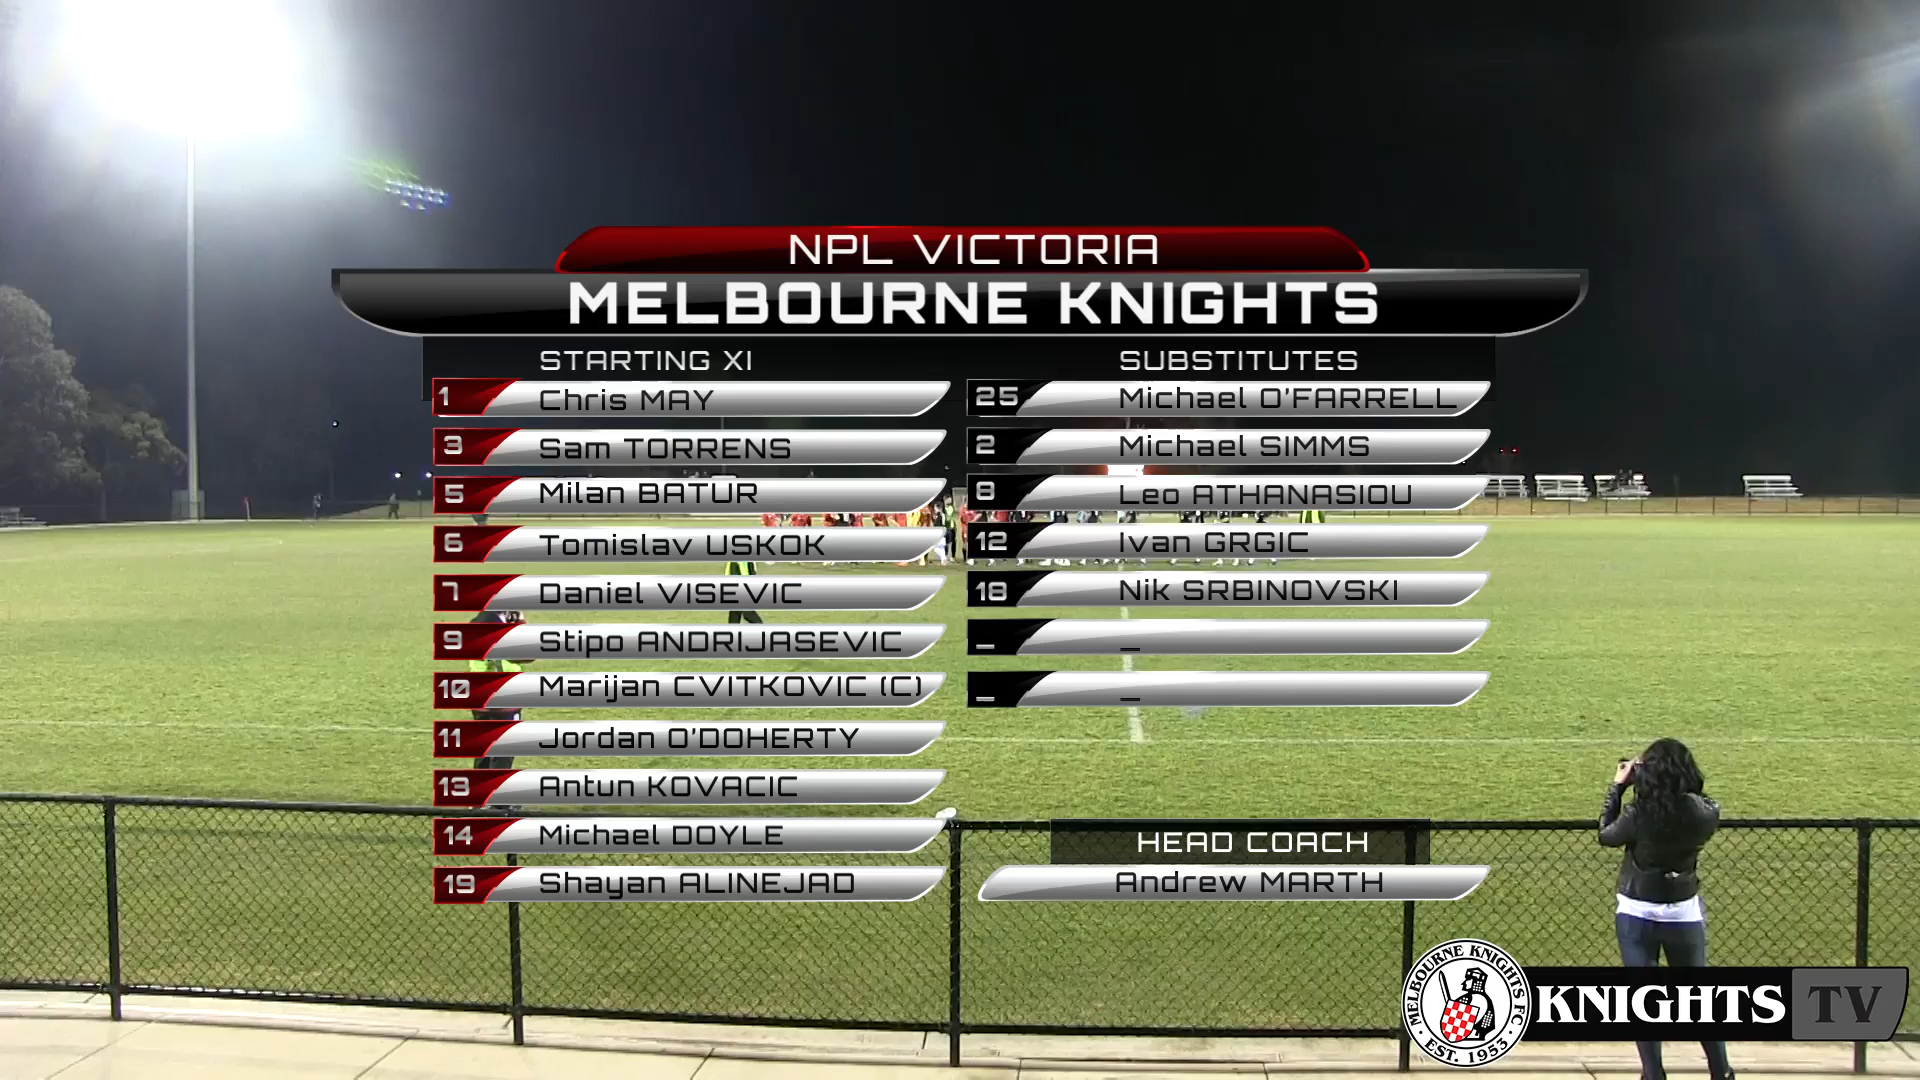 NPL VICTORIA
MELBOURNE KNIGHTS
STARTING XI
1 Chris MAY
3 Sam TORRENS
5 Milan BATUR
6 Tomislav USKOK
7 Daniel VISEVIC
9 Stipo ANDRIJASEVIC
10 Marijan CVITKOVIC (C)
11 Jordan O'DOHERTY
13 Antun KOVACIC
14 Michael DOYLE
19 Shayan ALINEJAD
SUBSTITUTES
25 Michael O'FARRELL
2 Michael SIMMS
8 Leo ATHANASIOU
12 Ivan GRGIC
18 Nik SRBINOVSKI
_ _
_ _
HEAD COACH
Andrew MARTH
MELBOURNE KNIGHTS FC
· EST. 1953 ·
KNIGHTS TV